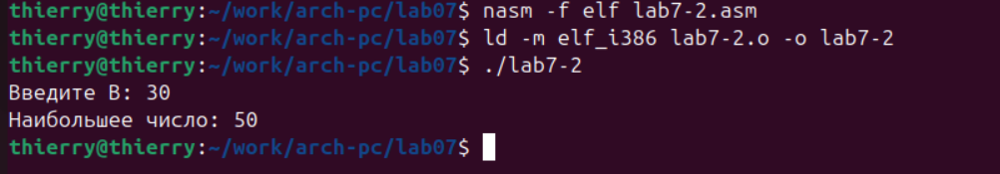 thierry@thierry:~/work/arch-pc/lab07$ nasm -f elf lab7-2.asm
thierry@thierry:~/work/arch-pc/lab07$ ld -m elf_i386 lab7-2.o -o lab7-2
thierry@thierry:~/work/arch-pc/lab07$ ./lab7-2
Введите B: 30
Наибольшее число: 50
thierry@thierry:~/work/arch-pc/lab07$